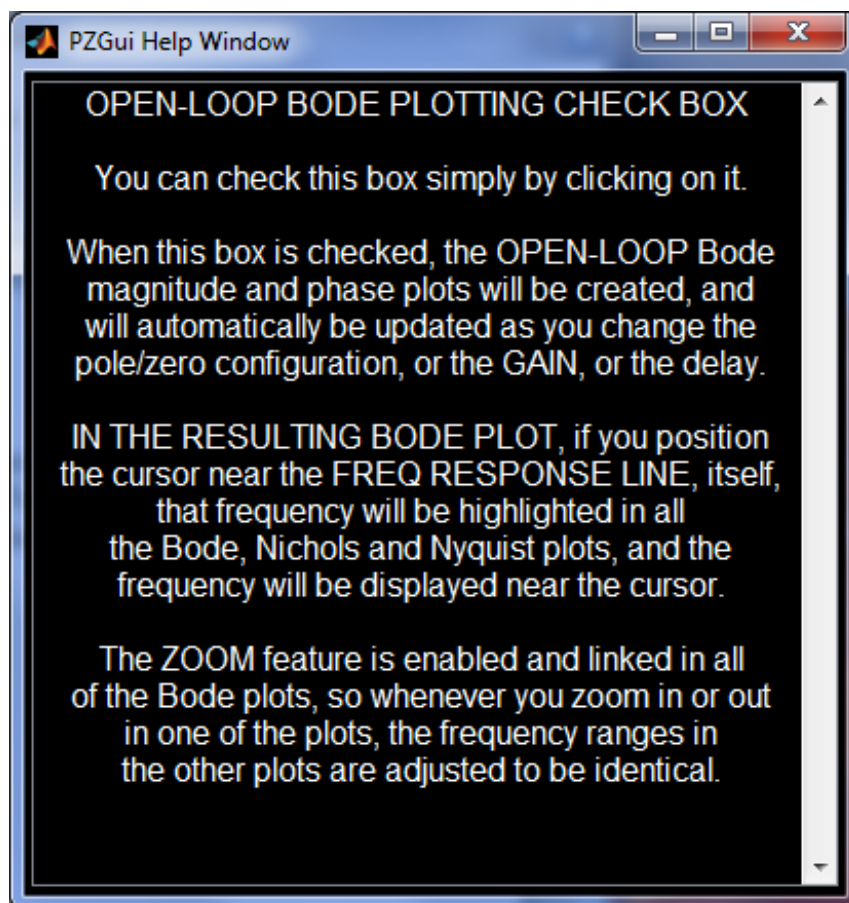 PZGui Help Window
OPEN-LOOP BODE PLOTTING CHECK BOX
You can check this box simply by clicking on it.
When this box is checked, the OPEN-LOOP Bode
magnitude and phase plots will be created, and
will automatically be updated as you change the
pole/zero configuration, or the GAIN, or the delay.
IN THE RESULTING BODE PLOT, if you position
the cursor near the FREQ RESPONSE LINE, itself,
that frequency will be highlighted in all
the Bode, Nichols and Nyquist plots, and the
frequency will be displayed near the cursor.
The ZOOM feature is enabled and linked in all
of the Bode plots, so whenever you zoom in or out
in one of the plots, the frequency ranges in
the other plots are adjusted to be identical.